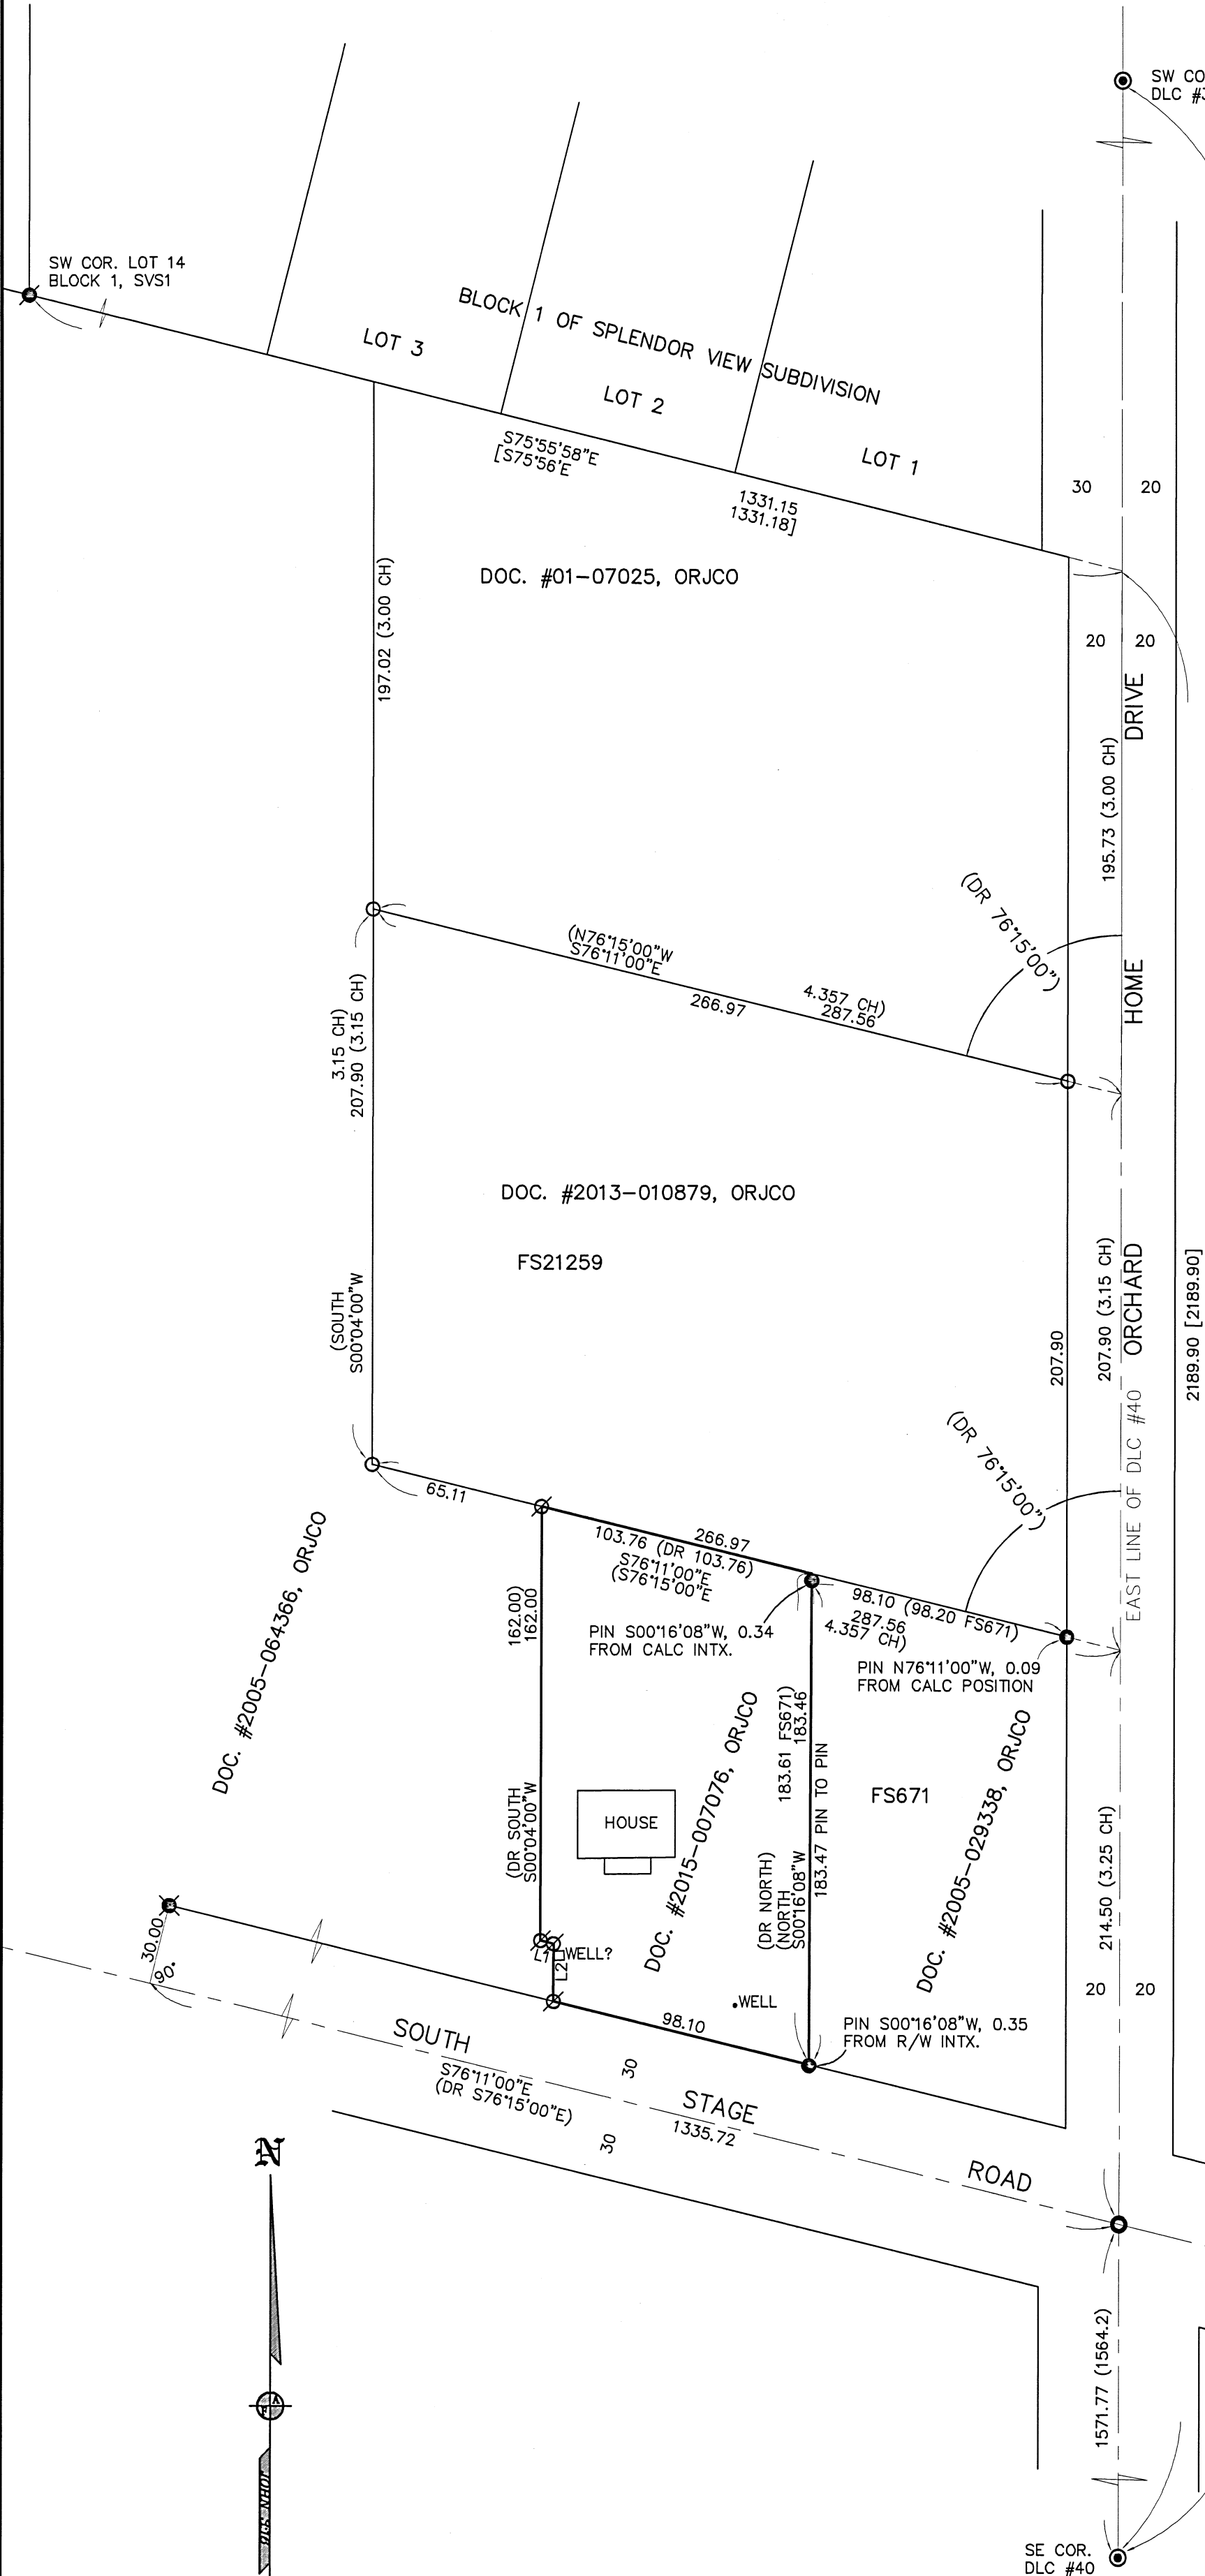 SW CO
DLC #3
SW COR. LOT 14
BLOCK 1, SVS1
BLOCK 1 OF SPLENDOR VIEW SUBDIVISION
LOT 3
LOT 2
LOT 1
S75°55'58"E
[S75°56'E
1331.15
1331.18]
30
20
DOC. #01-07025, ORJCO
197.02 (3.00 CH)
20
20
DRIVE
195.73 (3.00 CH)
(DR 76°15'00")
HOME
(N76°15'00"W
S76°11'00"E
4.357 CH)
287.56
266.97
3.15 CH)
207.90 (3.15 CH)
DOC. #2013-010879, ORJCO
FS21259
(SOUTH
S00°04'00"W
207.90
207.90 (3.15 CH)
ORCHARD
2189.90 [2189.90]
EAST LINE OF DLC #40
(DR 76°15'00")
65.11
266.97
103.76 (DR 103.76)
S76°11'00"E
(S76°15'00"E
98.10 (98.20 FS671)
287.56
4.357 CH)
162.00)
162.00
PIN S00°16'08"W, 0.34
FROM CALC INTX.
PIN N76°11'00"W, 0.09
FROM CALC POSITION
DOC. #2005-064366, ORJCO
183.61 FS671)
183.46
183.47 PIN TO PIN
FS671
HOUSE
(DR SOUTH
S00°04'00"W
DOC. #2015-007076, ORJCO
(DR NORTH)
(NORTH
S00°16'08"W
DOC. #2005-029338, ORJCO
214.50 (3.25 CH)
30.00
90°
L1
L2
WELL?
WELL
20
20
98.10
PIN S00°16'08"W, 0.35
FROM R/W INTX.
SOUTH
S76°11'00"E
(DR S76°15'00"E)
30
STAGE
1335.72
30
ROAD
N
1571.77 (1564.2)
JOHN 3:16
SE COR.
DLC #40